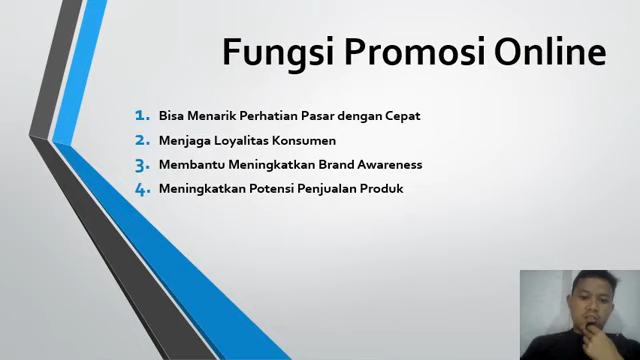 Fungsi Promosi Online
1. Bisa Menarik Perhatian Pasar dengan Cepat
2. Menjaga Loyalitas Konsumen
3. Membantu Meningkatkan Brand Awareness
4. Meningkatkan Potensi Penjualan Produk